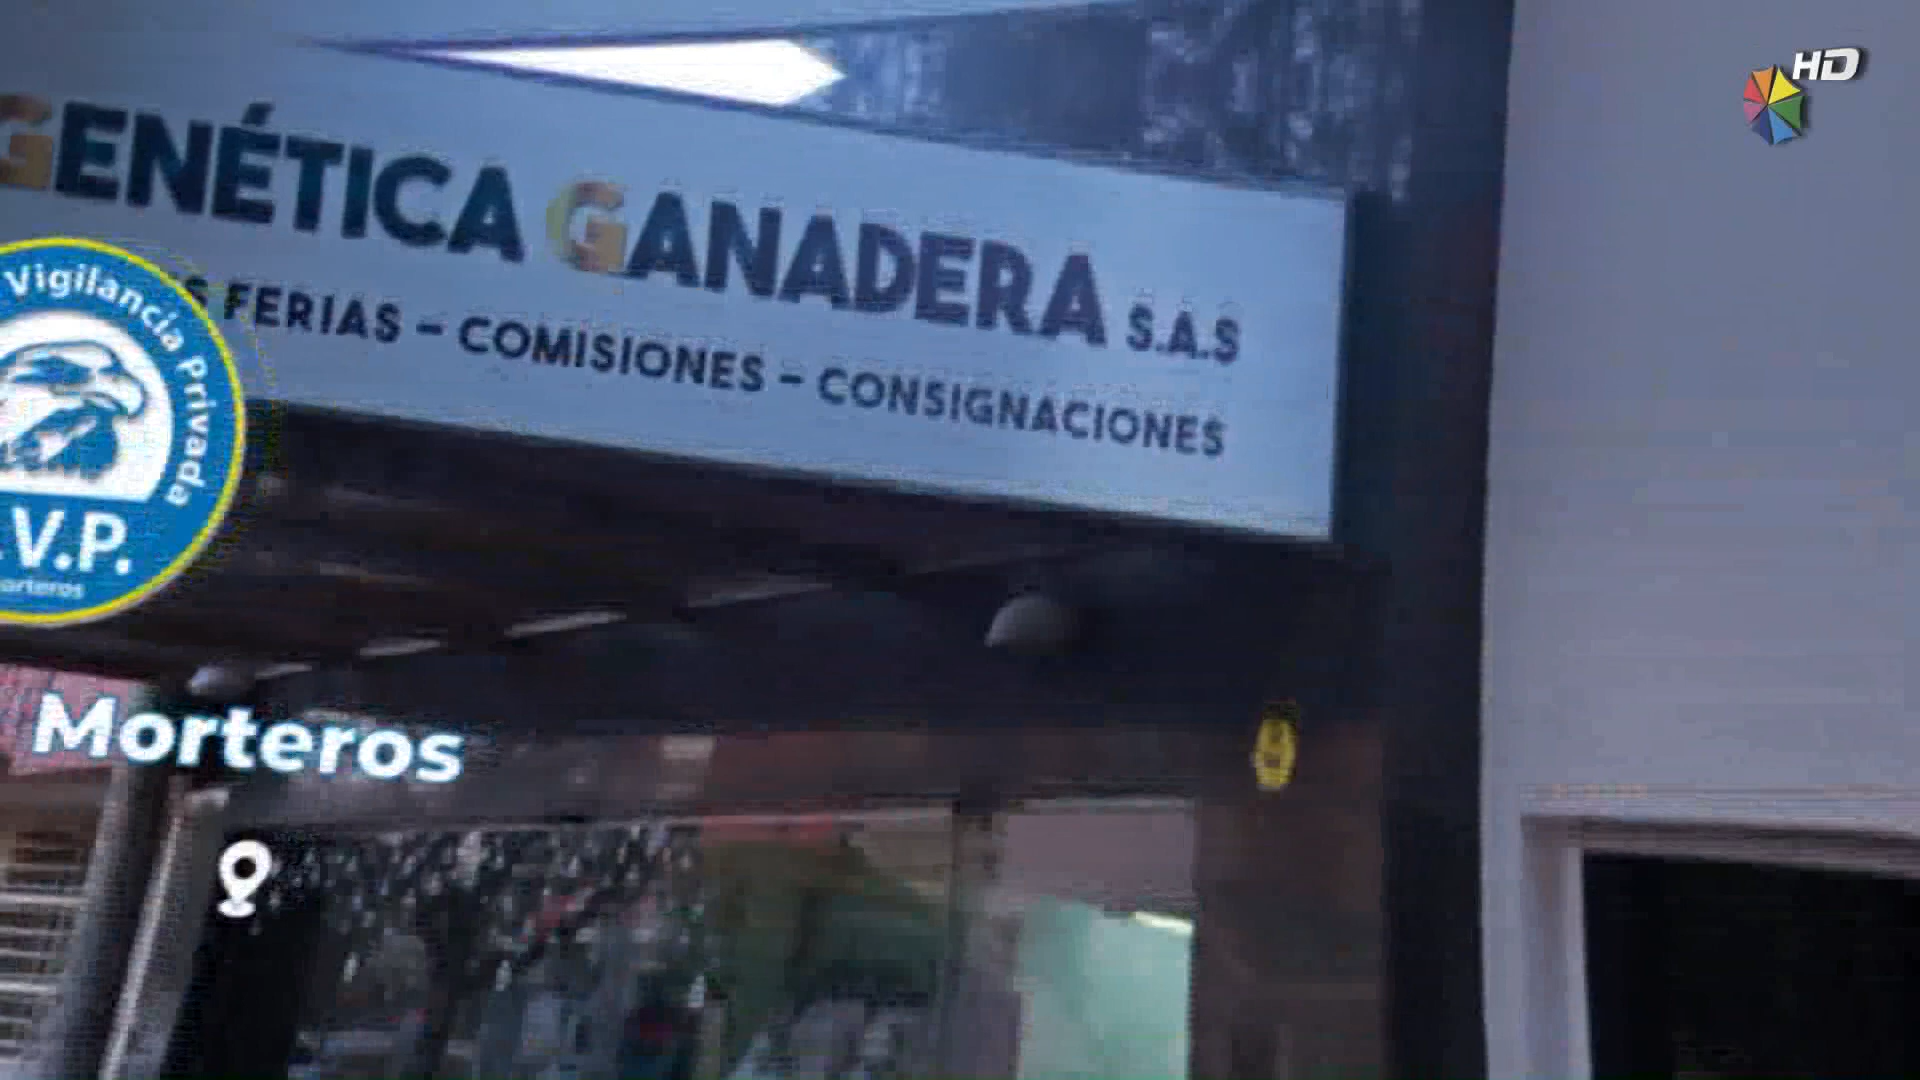 HD
GENÉTICA GANADERA S.A.S
FERIAS - COMISIONES - CONSIGNACIONES
Vigilancia Privada
.V.P.
Morteros